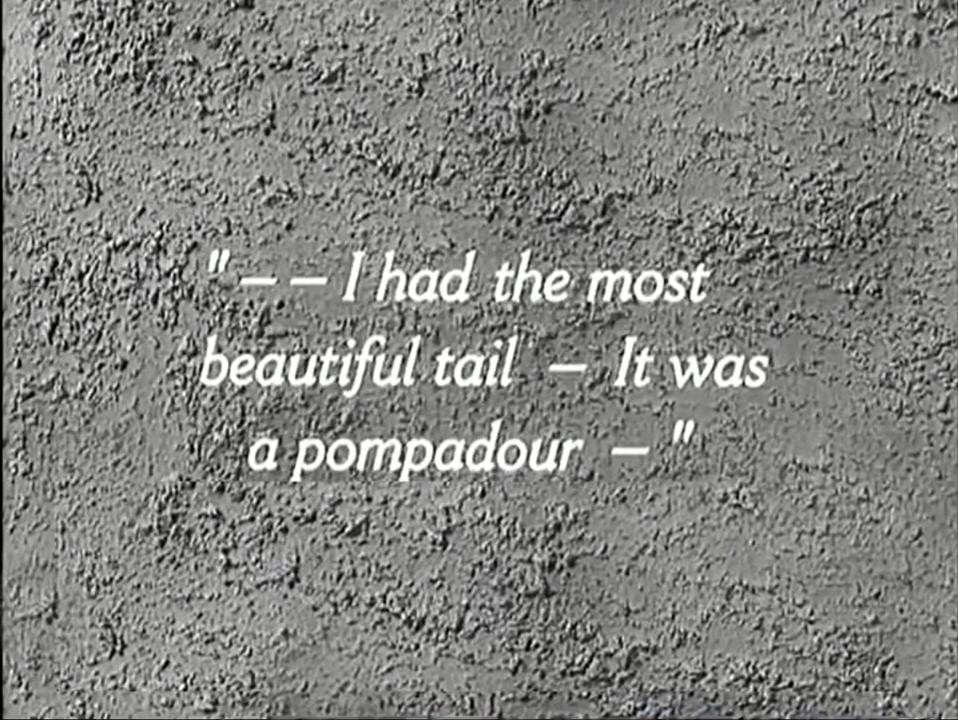 "– – I had the most
beautiful tail – It was
a pompadour – "